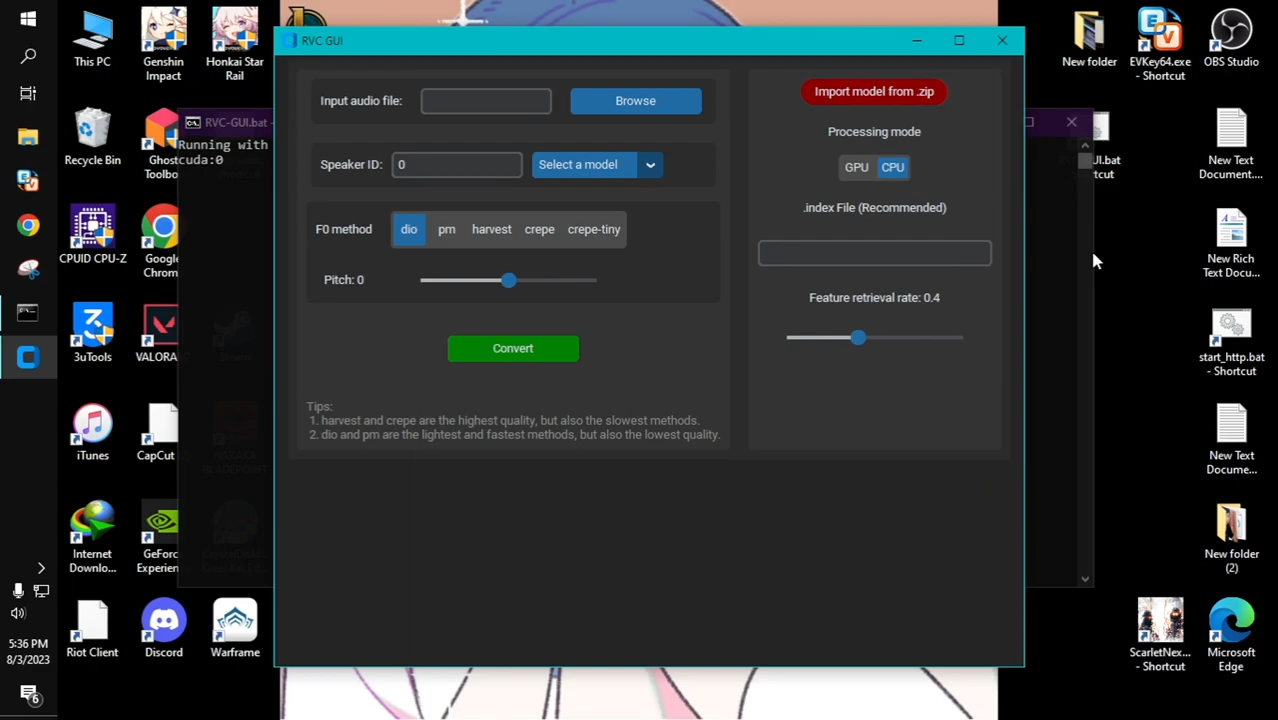 RVC GUI
Input audio file:
Browse
Speaker ID:
0
Select a model
F0 method
dio
pm
harvest
crepe
crepe-tiny
Pitch: 0
Convert
Tips:
1. harvest and crepe are the highest quality, but also the slowest methods.
2. dio and pm are the lightest and fastest methods, but also the lowest quality.
Import model from .zip
Processing mode
GPU
CPU
.index File (Recommended)
Feature retrieval rate: 0.4
RVC-GUI.bat -
Running with
cuda:0
This PC
Genshin
Impact
Honkai Star
Rail
Recycle Bin
Ghost
Toolbo
CPUID CPU-Z
Google
Chrom
3uTools
VALORA
iTunes
CapCut
Internet
Downlo...
GeForc
Experien
Riot Client
Discord
Warframe
New folder
EVKey64.exe
- Shortcut
OBS Studio
UI.bat
tcut
New Text
Document....
New Rich
Text Docu...
start_http.bat
- Shortcut
New Text
Docume...
New folder
(2)
ScarletNex...
- Shortcut
Microsoft
Edge
5:36 PM
8/3/2023
6